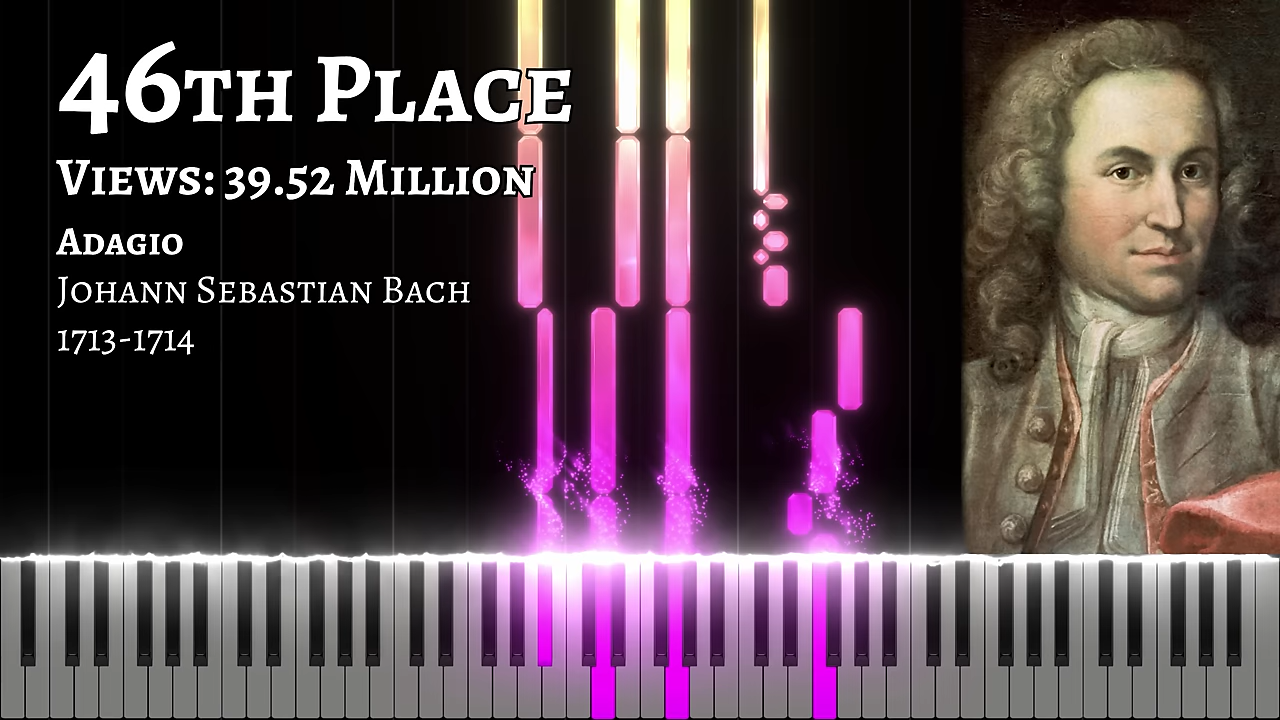 46th Place
Views: 39.52 Million
Adagio
Johann Sebastian Bach
1713-1714